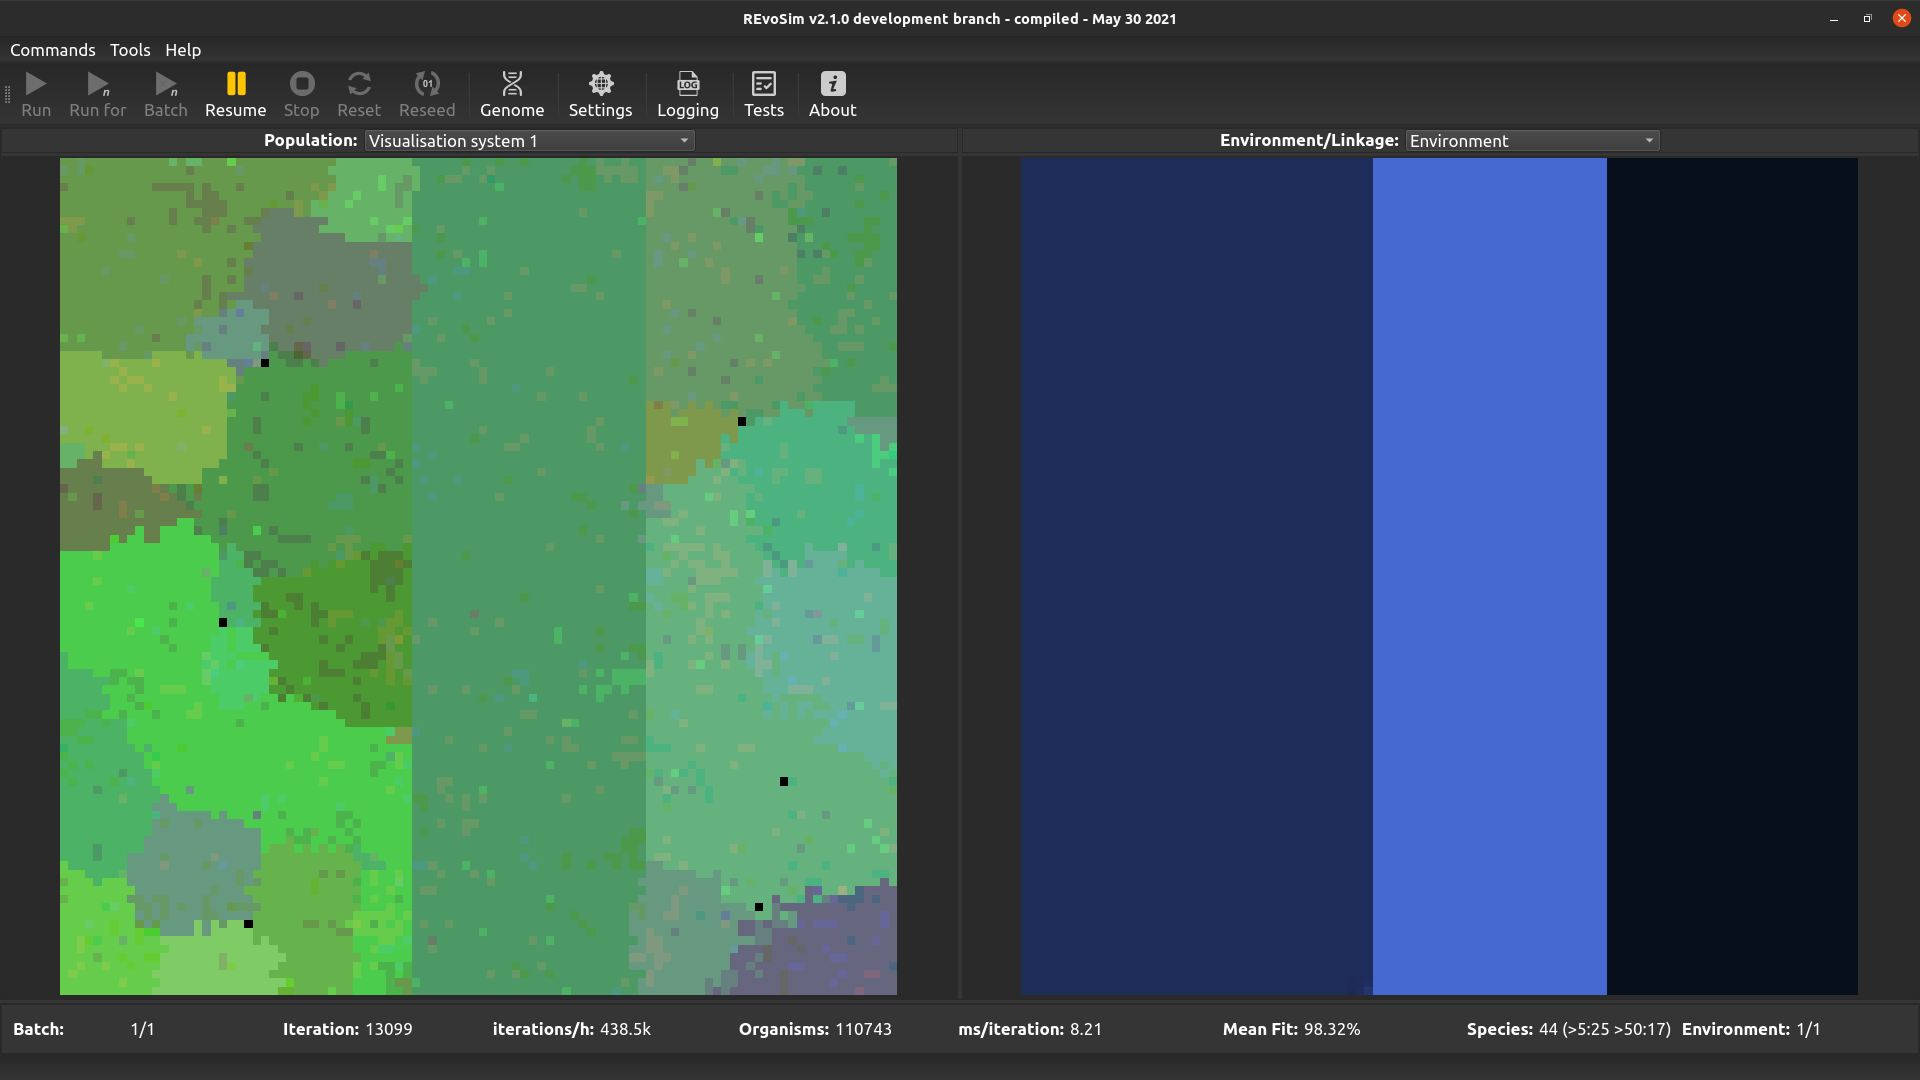 REvoSim v2.1.0 development branch - compiled - May 30 2021
Commands Tools Help
Run Run for Batch Resume Stop Reset Reseed Genome Settings Logging Tests About
Population: Visualisation system 1 Environment/Linkage: Environment
Batch: 1/1 Iteration: 13099 iterations/h: 438.5k Organisms: 110743 ms/iteration: 8.21 Mean Fit: 98.32% Species: 44 (>5:25 >50:17) Environment: 1/1